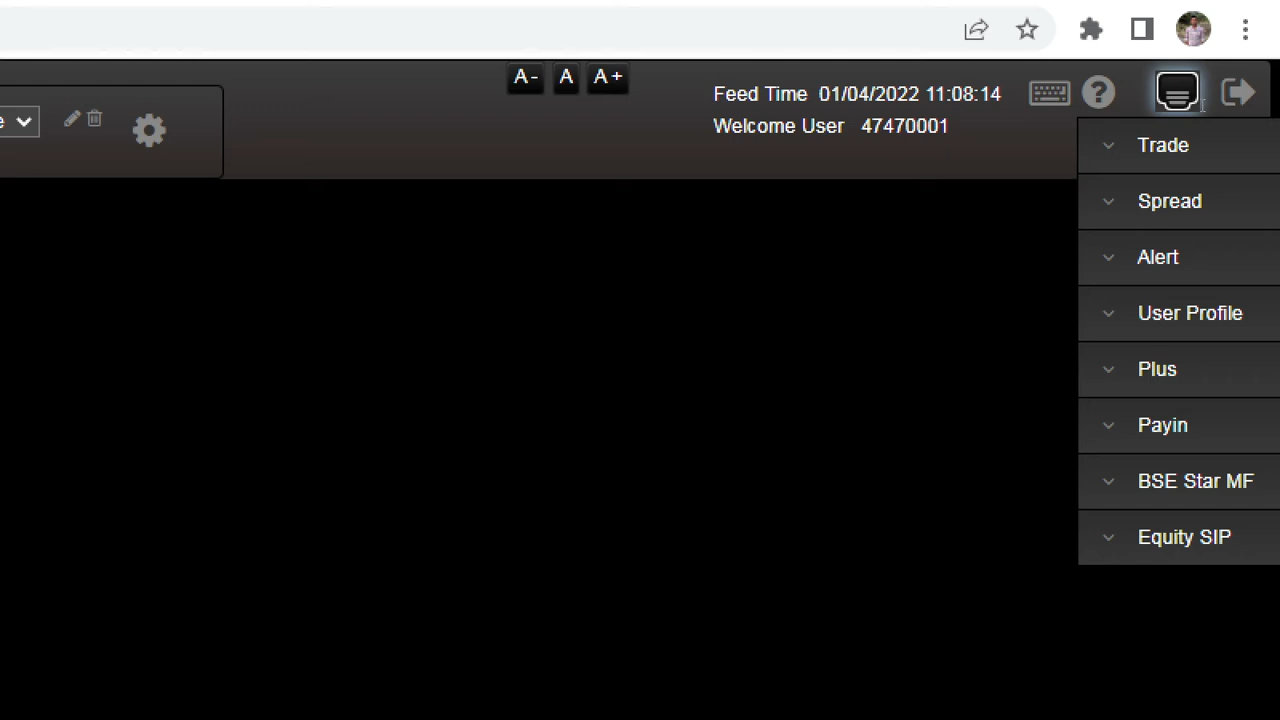 e
A- A A+
Feed Time 01/04/2022 11:08:14
Welcome User 47470001
Trade
Spread
Alert
User Profile
Plus
Payin
BSE Star MF
Equity SIP